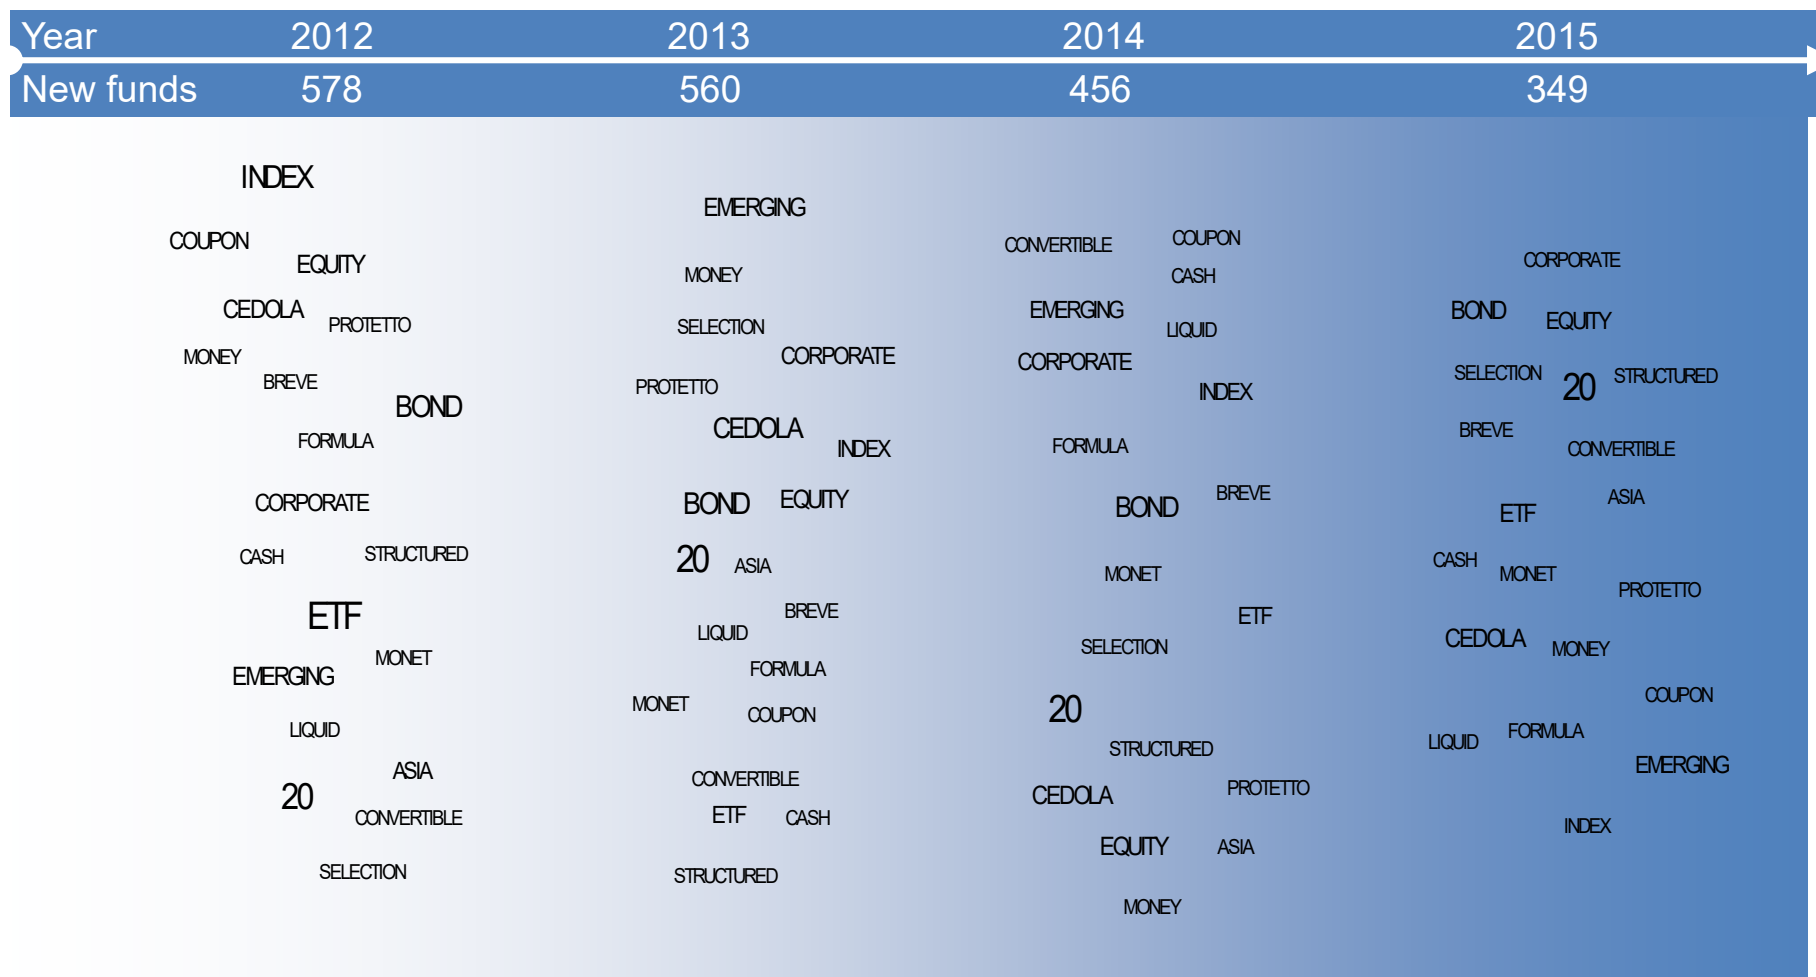 Year 2012 2013 2014 2015
New funds 578 560 456 349
INDEX
COUPON
EQUITY
CEDOLA
PROTETTO
MONEY
BREVE
BOND
FORMULA
CORPORATE
CASH
STRUCTURED
ETF
MONET
EMERGING
LIQUID
ASIA
20
CONVERTIBLE
SELECTION
EMERGING
MONEY
SELECTION
CORPORATE
PROTETTO
CEDOLA
INDEX
BOND
EQUITY
20
ASIA
BREVE
LIQUID
FORMULA
MONET
COUPON
CONVERTIBLE
ETF
CASH
STRUCTURED
CONVERTIBLE
COUPON
CASH
EMERGING
LIQUID
CORPORATE
INDEX
FORMULA
BOND
BREVE
MONET
ETF
SELECTION
20
STRUCTURED
PROTETTO
CEDOLA
EQUITY
ASIA
MONEY
CORPORATE
BOND
EQUITY
SELECTION
20
STRUCTURED
BREVE
CONVERTIBLE
ASIA
ETF
CASH
MONET
PROTETTO
CEDOLA
MONEY
COUPON
FORMULA
LIQUID
EMERGING
INDEX